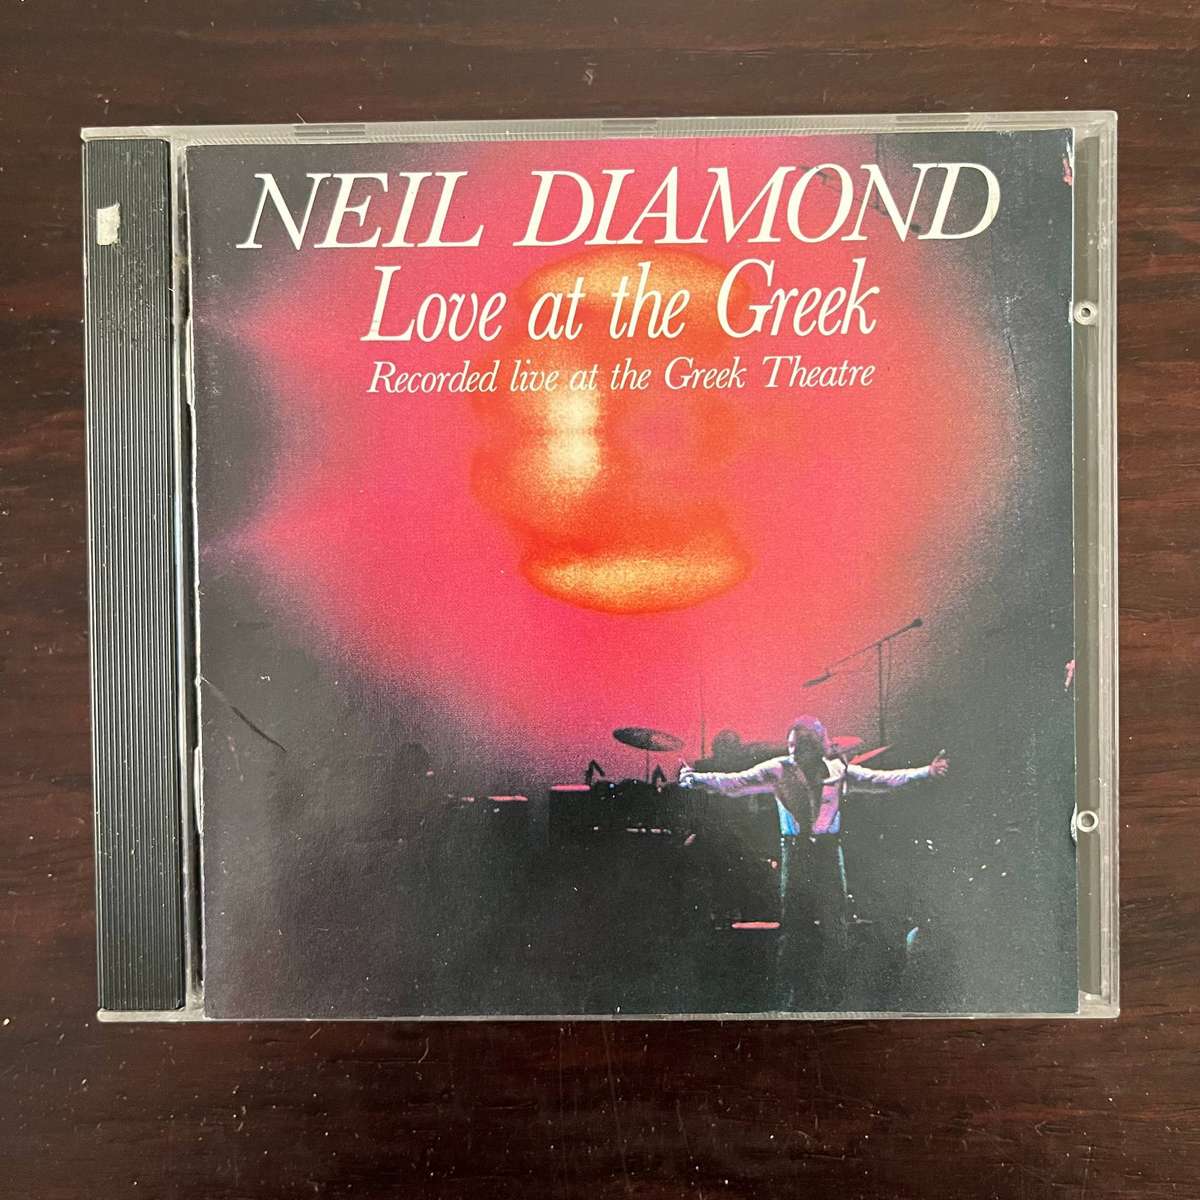 NEIL DIAMOND
Love at the Greek
Recorded live at the Greek Theatre